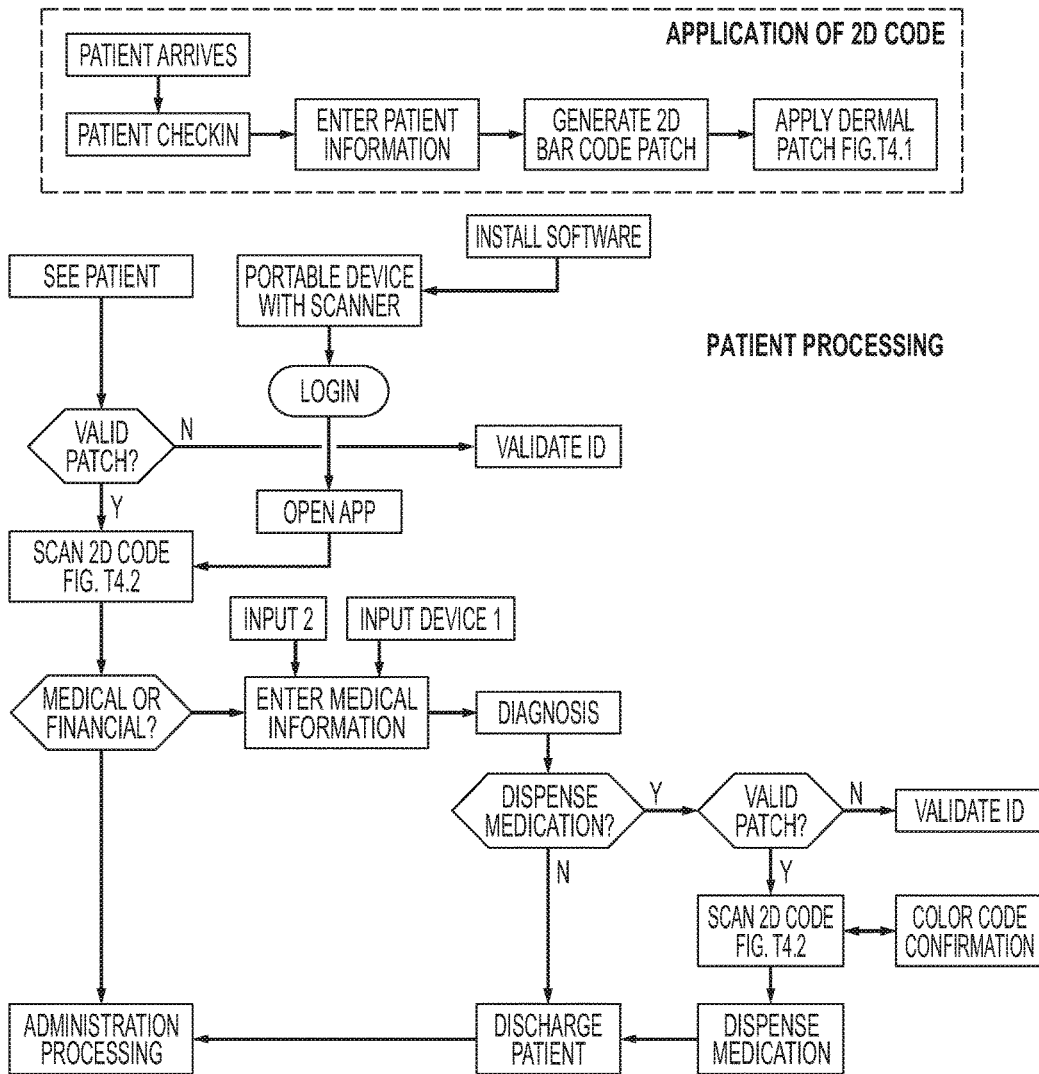 APPLICATION OF 2D CODE
PATIENT ARRIVES
PATIENT CHECKIN
ENTER PATIENT
INFORMATION
GENERATE 2D
BAR CODE PATCH
APPLY DERMAL
PATCH FIG.T4.1
INSTALL SOFTWARE
SEE PATIENT
PORTABLE DEVICE
WITH SCANNER
PATIENT PROCESSING
LOGIN
VALID
PATCH?
N
VALIDATE ID
Y
OPEN APP
SCAN 2D CODE
FIG. T4.2
INPUT 2
INPUT DEVICE 1
MEDICAL OR
FINANCIAL?
ENTER MEDICAL
INFORMATION
DIAGNOSIS
DISPENSE
MEDICATION?
Y
VALID
PATCH?
N
VALIDATE ID
N
Y
SCAN 2D CODE
FIG. T4.2
COLOR CODE
CONFIRMATION
ADMINISTRATION
PROCESSING
DISCHARGE
PATIENT
DISPENSE
MEDICATION